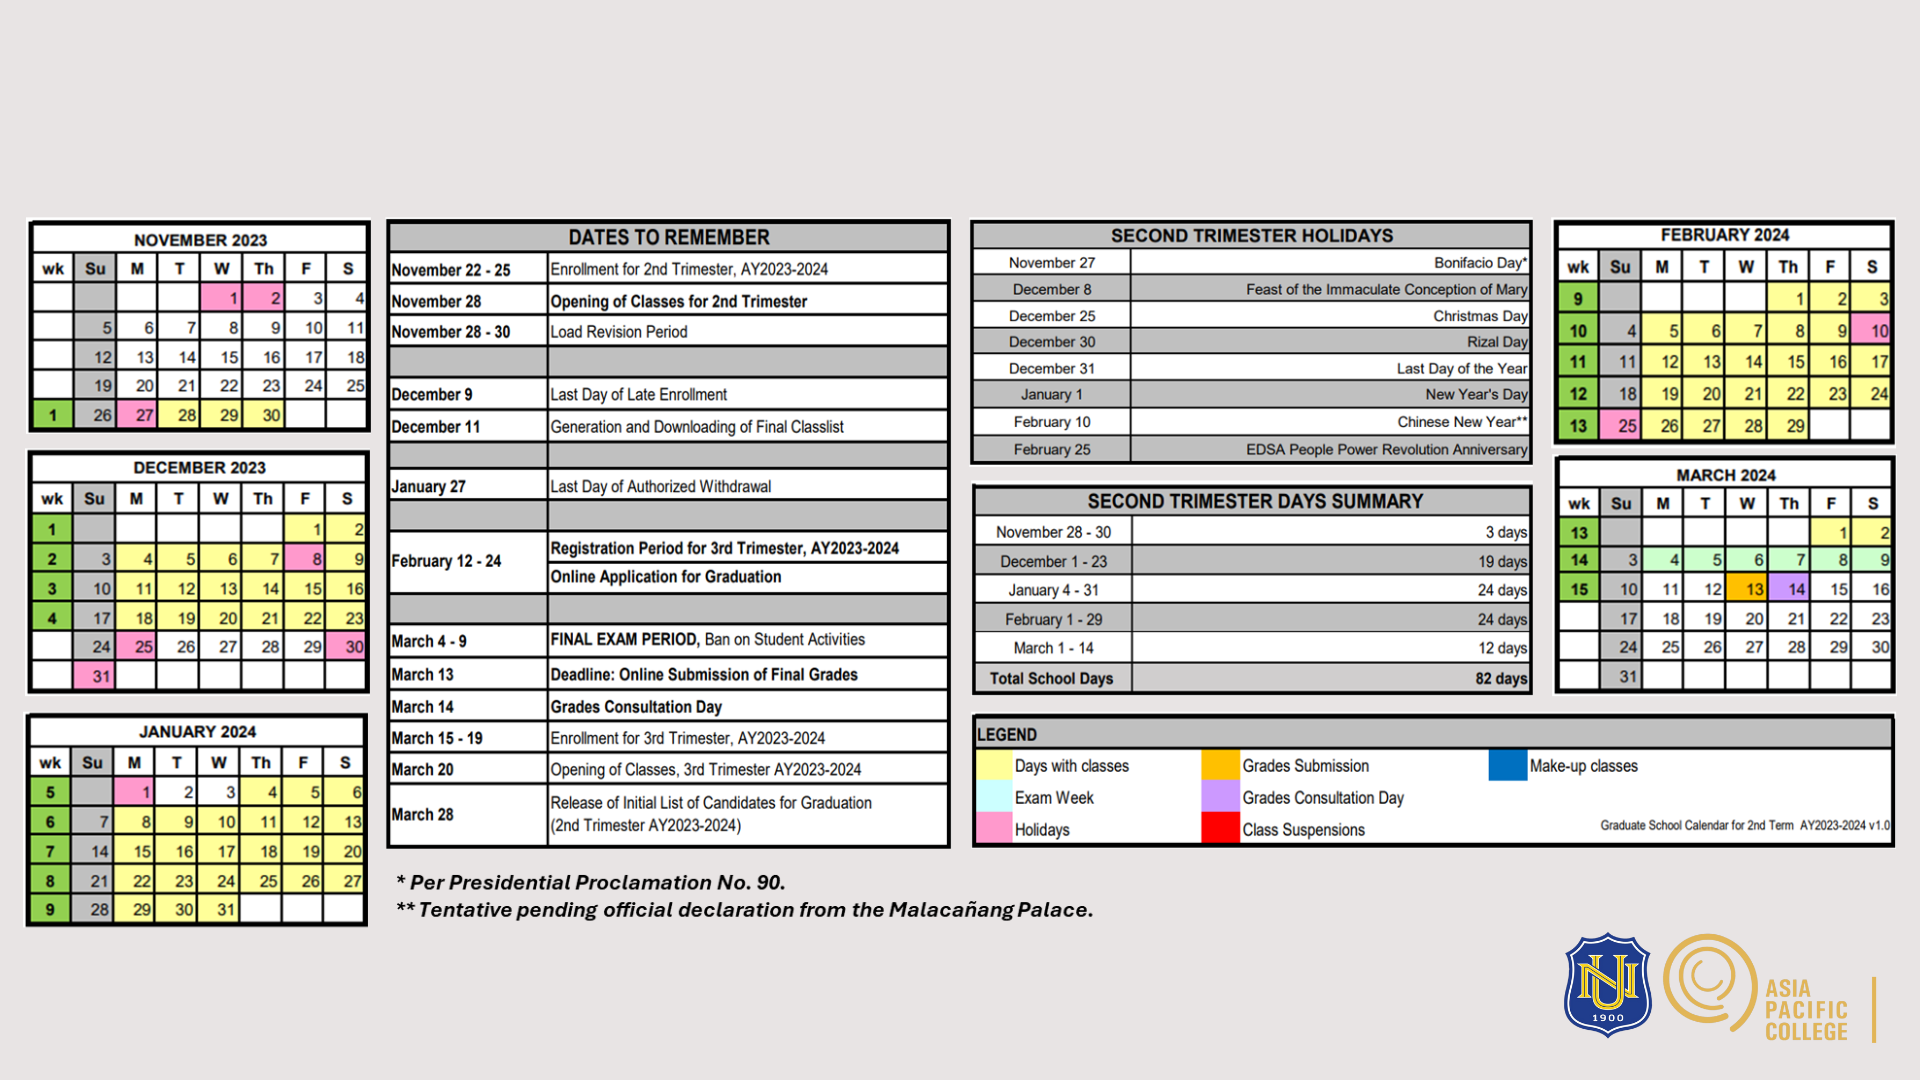 NOVEMBER 2023
wk Su M T W Th F S
1 2 3 4
5 6 7 8 9 10 11
12 13 14 15 16 17 18
19 20 21 22 23 24 25
1 26 27 28 29 30
DECEMBER 2023
wk Su M T W Th F S
1 1 2
2 3 4 5 6 7 8 9
3 10 11 12 13 14 15 16
4 17 18 19 20 21 22 23
24 25 26 27 28 29 30
31
JANUARY 2024
wk Su M T W Th F S
5 1 2 3 4 5 6
6 7 8 9 10 11 12 13
7 14 15 16 17 18 19 20
8 21 22 23 24 25 26 27
9 28 29 30 31
DATES TO REMEMBER
November 22 - 25 Enrollment for 2nd Trimester, AY2023-2024
November 28 Opening of Classes for 2nd Trimester
November 28 - 30 Load Revision Period
December 9 Last Day of Late Enrollment
December 11 Generation and Downloading of Final Classlist
January 27 Last Day of Authorized Withdrawal
February 12 - 24 Registration Period for 3rd Trimester, AY2023-2024
Online Application for Graduation
March 4 - 9 FINAL EXAM PERIOD, Ban on Student Activities
March 13 Deadline: Online Submission of Final Grades
March 14 Grades Consultation Day
March 15 - 19 Enrollment for 3rd Trimester, AY2023-2024
March 20 Opening of Classes, 3rd Trimester AY2023-2024
March 28 Release of Initial List of Candidates for Graduation
(2nd Trimester AY2023-2024)
* Per Presidential Proclamation No. 90.
** Tentative pending official declaration from the Malacañang Palace.
SECOND TRIMESTER HOLIDAYS
November 27 Bonifacio Day*
December 8 Feast of the Immaculate Conception of Mary
December 25 Christmas Day
December 30 Rizal Day
December 31 Last Day of the Year
January 1 New Year's Day
February 10 Chinese New Year**
February 25 EDSA People Power Revolution Anniversary
SECOND TRIMESTER DAYS SUMMARY
November 28 - 30 3 days
December 1 - 23 19 days
January 4 - 31 24 days
February 1 - 29 24 days
March 1 - 14 12 days
Total School Days 82 days
FEBRUARY 2024
wk Su M T W Th F S
9 1 2 3
10 4 5 6 7 8 9 10
11 11 12 13 14 15 16 17
12 18 19 20 21 22 23 24
13 25 26 27 28 29
MARCH 2024
wk Su M T W Th F S
13 1 2
14 3 4 5 6 7 8 9
15 10 11 12 13 14 15 16
17 18 19 20 21 22 23
24 25 26 27 28 29 30
31
LEGEND
Days with classes Grades Submission Make-up classes
Exam Week Grades Consultation Day
Holidays Class Suspensions
Graduate School Calendar for 2nd Term AY2023-2024 v1.0
NU
1900
ASIA
PACIFIC
COLLEGE